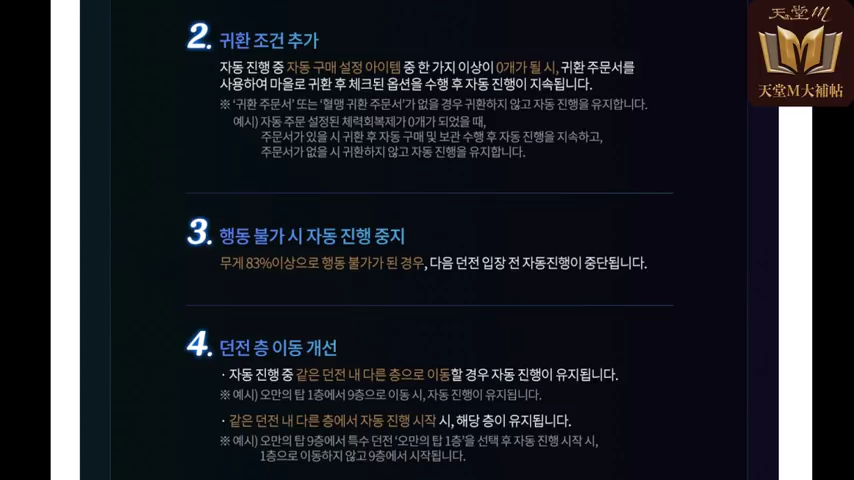 天堂M
天堂M大補帖
2. 귀환 조건 추가
자동 진행 중 자동 구매 설정 아이템 중 한 가지 이상이 0개가 될 시, 귀환 주문서를
사용하여 마을로 귀환 후 체크된 옵션을 수행 후 자동 진행이 지속됩니다.
※ '귀환 주문서' 또는 '혈맹 귀환 주문서'가 없을 경우 귀환하지 않고 자동 진행을 유지합니다.
예시) 자동 주문 설정된 체력회복제가 0개가 되었을 때,
주문서가 있을 시 귀환 후 자동 구매 및 보관 수행 후 자동 진행을 지속하고,
주문서가 없을 시 귀환하지 않고 자동 진행을 유지합니다.
3. 행동 불가 시 자동 진행 중지
무게 83%이상으로 행동 불가가 된 경우, 다음 던전 입장 전 자동진행이 중단됩니다.
4. 던전 층 이동 개선
· 자동 진행 중 같은 던전 내 다른 층으로 이동할 경우 자동 진행이 유지됩니다.
※ 예시) 오만의 탑 1층에서 9층으로 이동 시, 자동 진행이 유지됩니다.
· 같은 던전 내 다른 층에서 자동 진행 시작 시, 해당 층이 유지됩니다.
※ 예시) 오만의 탑 9층에서 특수 던전 '오만의 탑 1층'을 선택 후 자동 진행 시작 시,
1층으로 이동하지 않고 9층에서 시작됩니다.